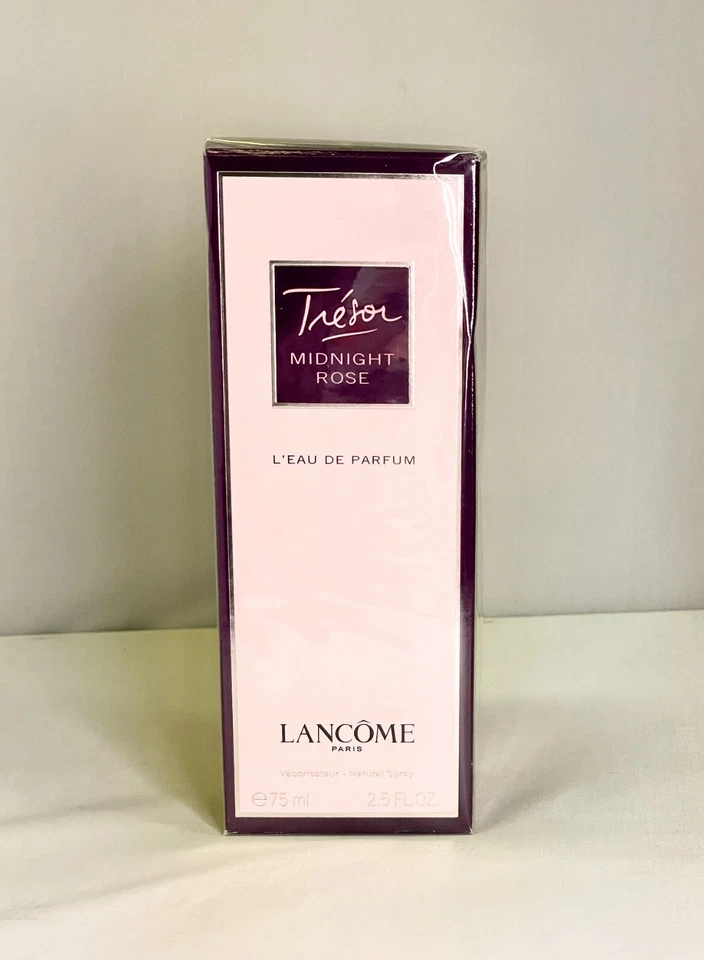 Trésor
MIDNIGHT
ROSE
L'EAU DE PARFUM
LANCÔME
PARIS
Vaporisateur - Natural Spray
℮75 ml 2.5 FL.OZ.